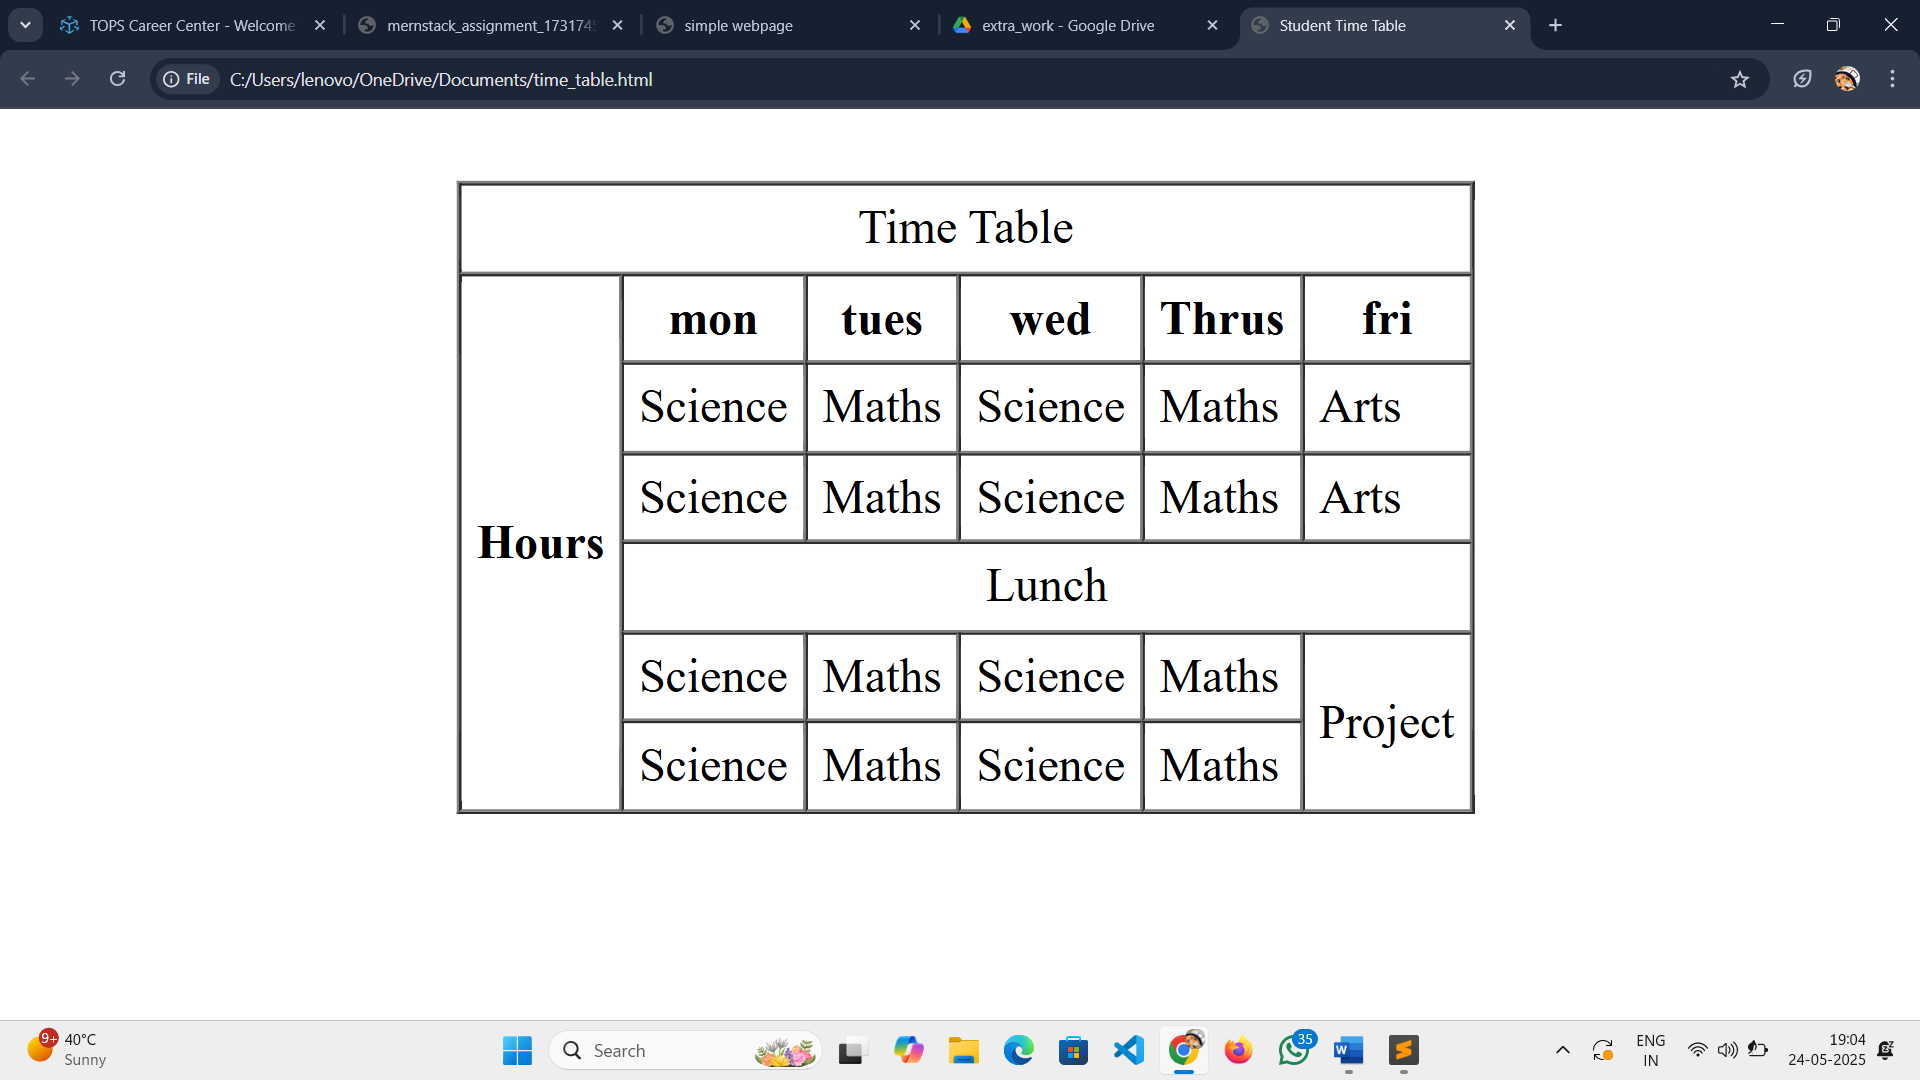 TOPS Career Center - Welcome
mernstack_assignment_173174
simple webpage
extra_work - Google Drive
Student Time Table
File
C:/Users/lenovo/OneDrive/Documents/time_table.html
Time Table
Hours mon tues wed Thrus fri
Science Maths Science Maths Arts
Science Maths Science Maths Arts
Lunch
Science Maths Science Maths Project
Science Maths Science Maths
9+
40°C
Sunny
Search
35
ENG
IN
19:04
24-05-2025